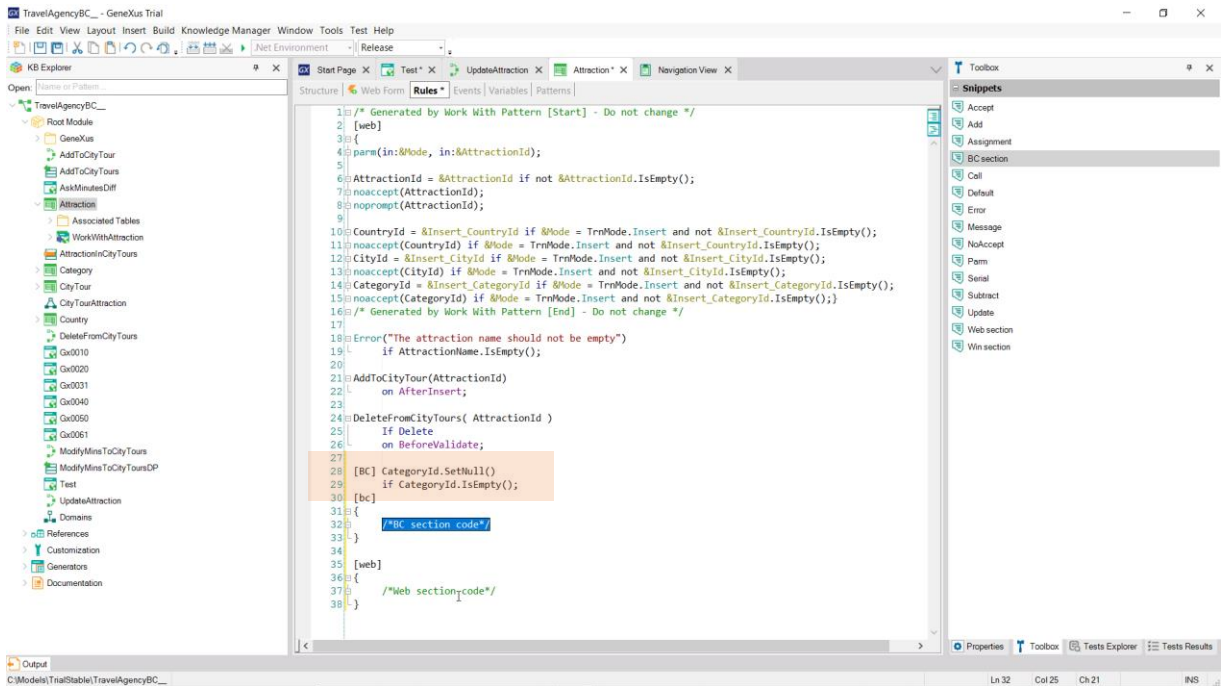 TravelAgencyBC__ - GeneXus Trial
File Edit View Layout Insert Build Knowledge Manager Window Tools Test Help
.Net Environment Release
KB Explorer
Open: Name or Pattern...
TravelAgencyBC__
Root Module
GeneXus
AddToCityTour
AddToCityTours
AskMinutesDiff
Attraction
Associated Tables
WorkWithAttraction
AttractionInCityTours
Category
CityTour
CityTourAttraction
Country
DeleteFromCityTours
Gx0010
Gx0020
Gx0031
Gx0040
Gx0050
Gx0061
ModifyMinsToCityTours
ModifyMinsToCityToursDP
Test
UpdateAttraction
Domains
References
Customization
Generators
Documentation
Start Page X Test* X UpdateAttraction X Attraction* X Navigation View X
Structure Web Form Rules * Events Variables Patterns
1 /* Generated by Work With Pattern [Start] - Do not change */
2 [web]
3 {
4 parm(in:&Mode, in:&AttractionId);
5
6 AttractionId = &AttractionId if not &AttractionId.IsEmpty();
7 noaccept(AttractionId);
8 noprompt(AttractionId);
9
10 CountryId = &Insert_CountryId if &Mode = TrnMode.Insert and not &Insert_CountryId.IsEmpty();
11 noaccept(CountryId) if &Mode = TrnMode.Insert and not &Insert_CountryId.IsEmpty();
12 CityId = &Insert_CityId if &Mode = TrnMode.Insert and not &Insert_CityId.IsEmpty();
13 noaccept(CityId) if &Mode = TrnMode.Insert and not &Insert_CityId.IsEmpty();
14 CategoryId = &Insert_CategoryId if &Mode = TrnMode.Insert and not &Insert_CategoryId.IsEmpty();
15 noaccept(CategoryId) if &Mode = TrnMode.Insert and not &Insert_CategoryId.IsEmpty();}
16 /* Generated by Work With Pattern [End] - Do not change */
17
18 Error("The attraction name should not be empty")
19 if AttractionName.IsEmpty();
20
21 AddToCityTour(AttractionId)
22 on AfterInsert;
23
24 DeleteFromCityTours( AttractionId )
25 If Delete
26 on BeforeValidate;
27
28 [BC] CategoryId.SetNull()
29 if CategoryId.IsEmpty();
30 [bc]
31 {
32 /*BC section code*/
33 }
34
35 [web]
36 {
37 /*Web section code*/
38 }
Toolbox
Snippets
Accept
Add
Assignment
BC section
Call
Default
Error
Message
NoAccept
Parm
Serial
Subtract
Update
Web section
Win section
Properties Toolbox Tests Explorer Tests Results
Output
C:\Models\TrialStable\TravelAgencyBC__ Ln 32 Col 25 Ch 21 INS